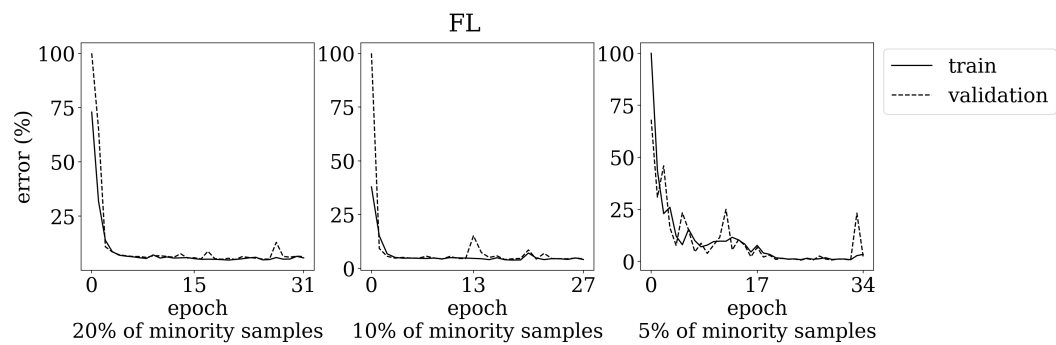 FL
error (%)
100
75
50
25
0
15
31
epoch
20% of minority samples
100
75
50
25
0
0
13
27
epoch
10% of minority samples
100
75
50
25
0
0
17
34
epoch
5% of minority samples
train
validation